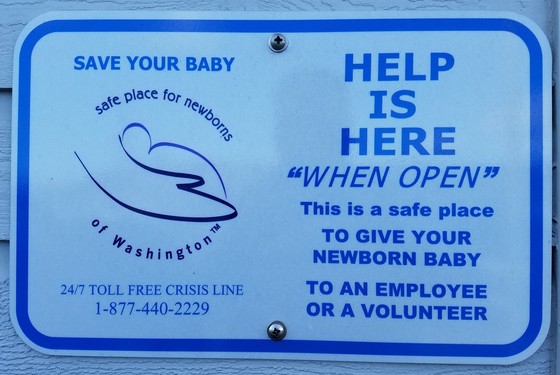 SAVE YOUR BABY
safe place for newborns
of Washington™
24/7 TOLL FREE CRISIS LINE
1-877-440-2229
HELP
IS
HERE
“WHEN OPEN”
This is a safe place
TO GIVE YOUR
NEWBORN BABY
TO AN EMPLOYEE
OR A VOLUNTEER